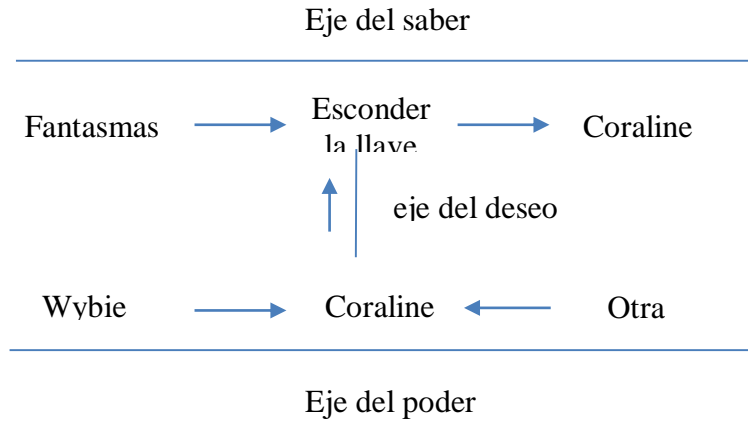 Eje del saber
Fantasmas
Esconder
la llave
Coraline
eje del deseo
Wybie
Coraline
Otra
Eje del poder